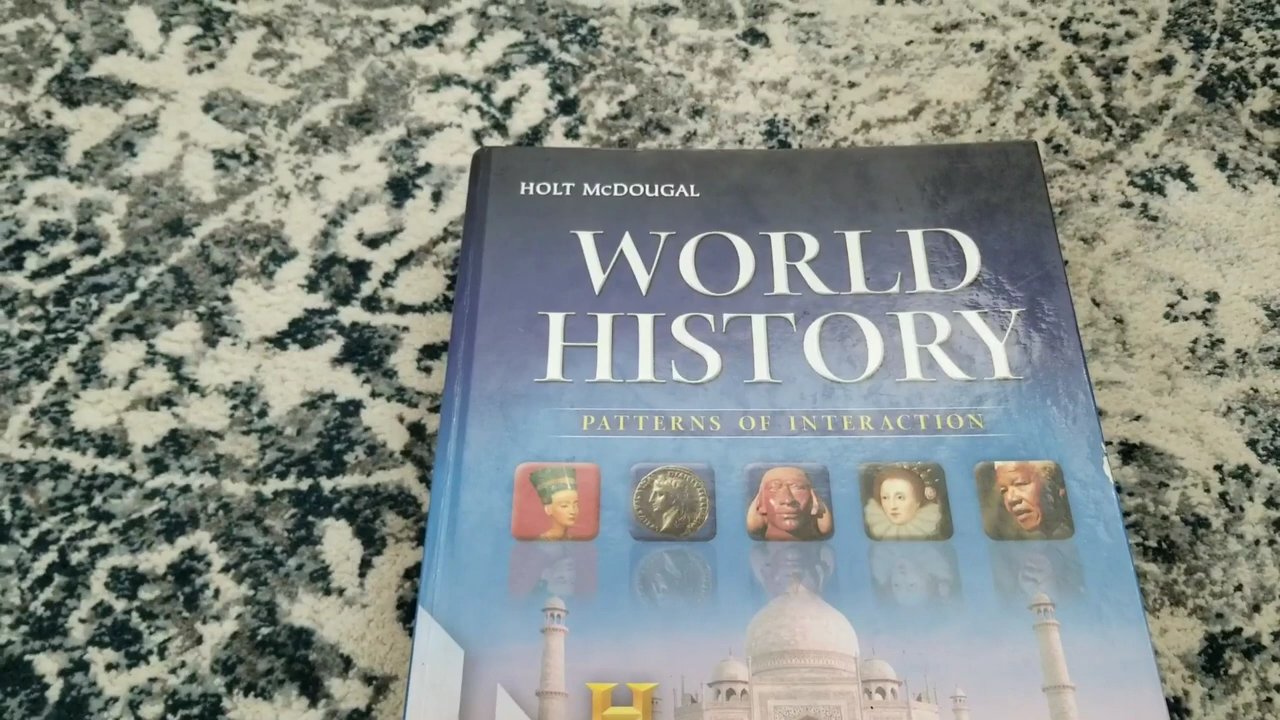 HOLT McDOUGAL
WORLD
HISTORY
PATTERNS OF INTERACTION
H